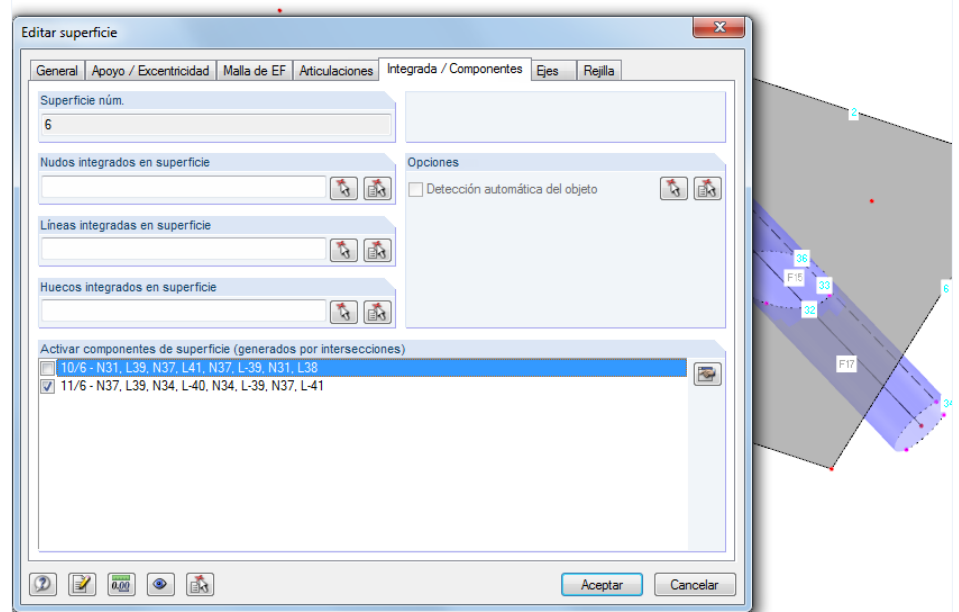 Editar superficie
General
Apoyo / Excentricidad
Malla de EF
Articulaciones
Integrada / Componentes
Ejes
Rejilla
Superficie núm.
6
Nudos integrados en superficie
Opciones
Detección automática del objeto
Líneas integradas en superficie
Huecos integrados en superficie
Activar componentes de superficie (generados por intersecciones)
10/6 - N31, L39, N37, L41, N37, L-39, N31, L38
11/6 - N37, L39, N34, L-40, N34, L-39, N37, L-41
0.00
Aceptar
Cancelar
2
36
F15
33
6
32
F17
34